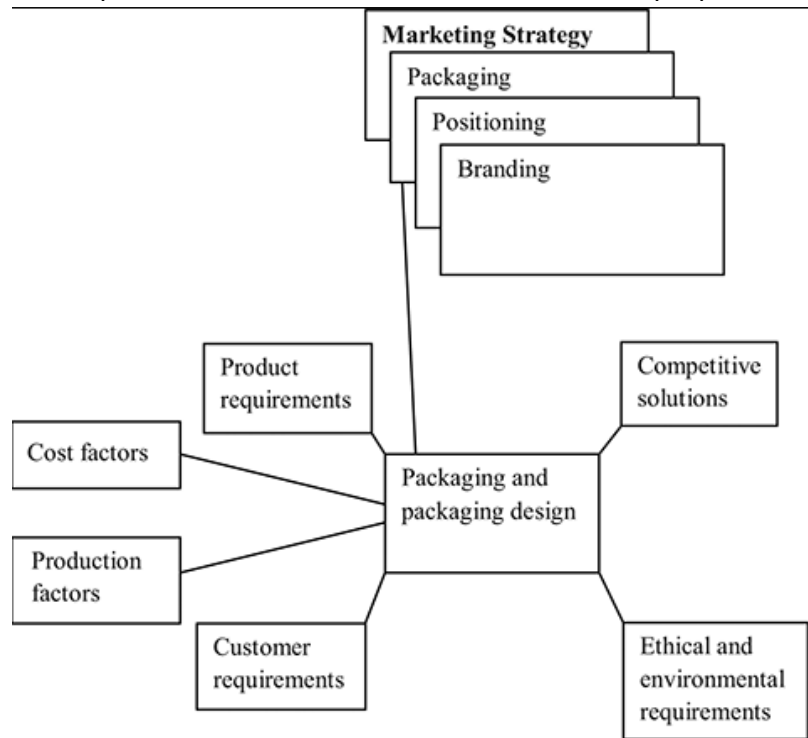 Marketing Strategy
Packaging
Positioning
Branding
Product
requirements
Competitive
solutions
Cost factors
Packaging and
packaging design
Production
factors
Customer
requirements
Ethical and
environmental
requirements